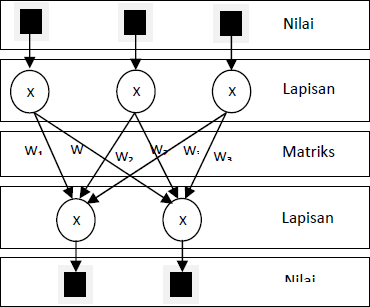 Nilai
X X X Lapisan
W₁ W W₂ W W₃ Matriks
X X Lapisan
Nilai